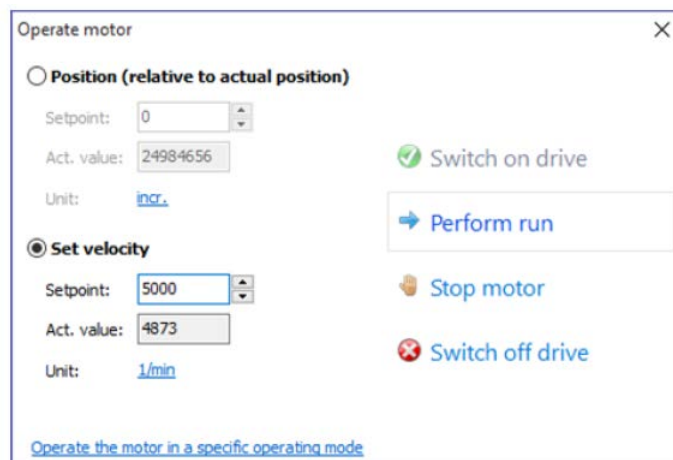 Operate motor
Position (relative to actual position)
Setpoint: 0
Act. value: 24984656
Unit: incr.
Set velocity
Setpoint: 5000
Act. value: 4873
Unit: 1/min
Switch on drive
Perform run
Stop motor
Switch off drive
Operate the motor in a specific operating mode